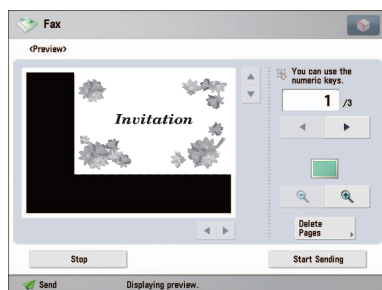 Fax
<Preview>
You can use the
numeric keys.
1 /3
Invitation
Delete
Pages
Stop
Start Sending
Send
Displaying preview.